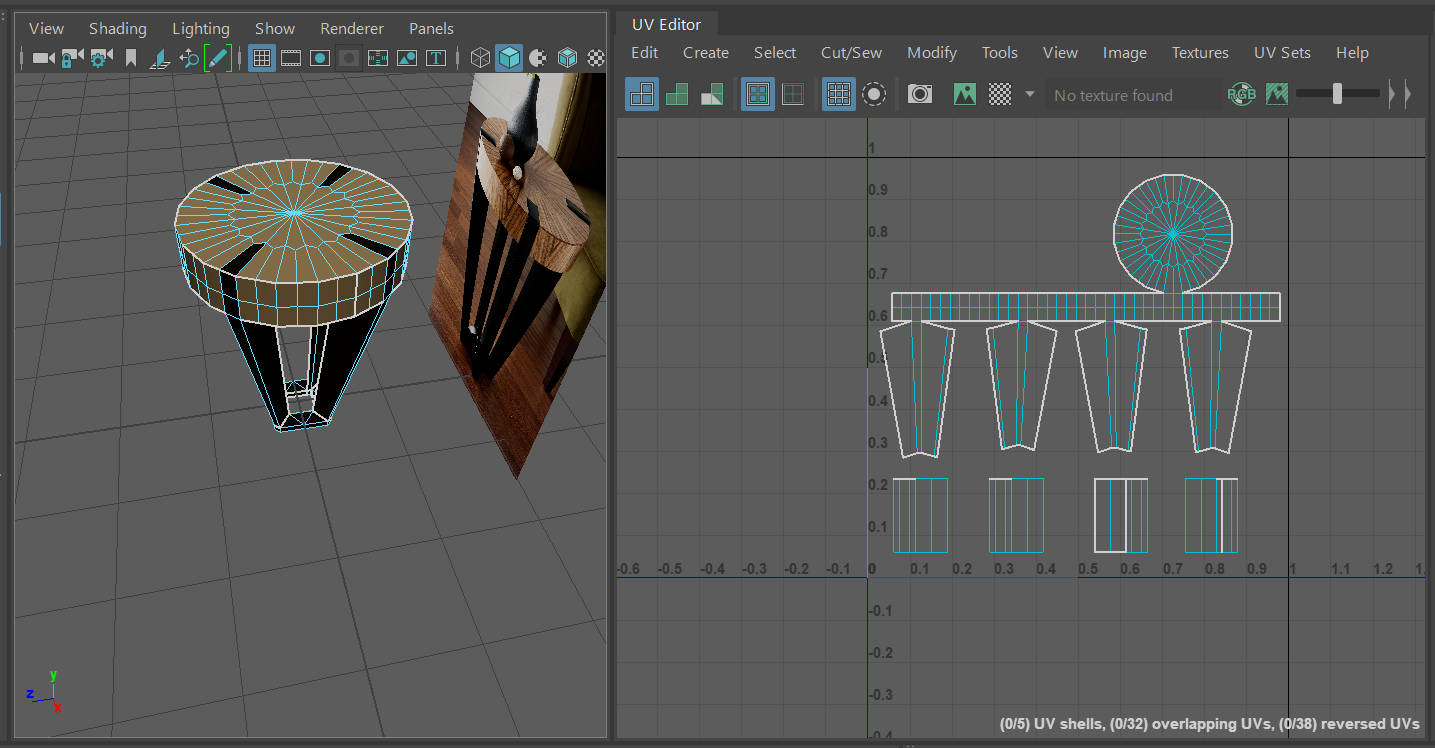 View Shading Lighting Show Renderer Panels
T
y
z
x
UV Editor
Edit Create Select Cut/Sew Modify Tools View Image Textures UV Sets Help
No texture found
RGB
1
0.9
0.8
0.7
0.6
0.5
0.4
0.3
0.2
0.1
-0.6 -0.5 -0.4 -0.3 -0.2 -0.1 0 0.1 0.2 0.3 0.4 0.5 0.6 0.7 0.8 0.9 1 1.1 1.2 1.
-0.1
-0.2
-0.3
-0.4
(0/5) UV shells, (0/32) overlapping UVs, (0/38) reversed UVs